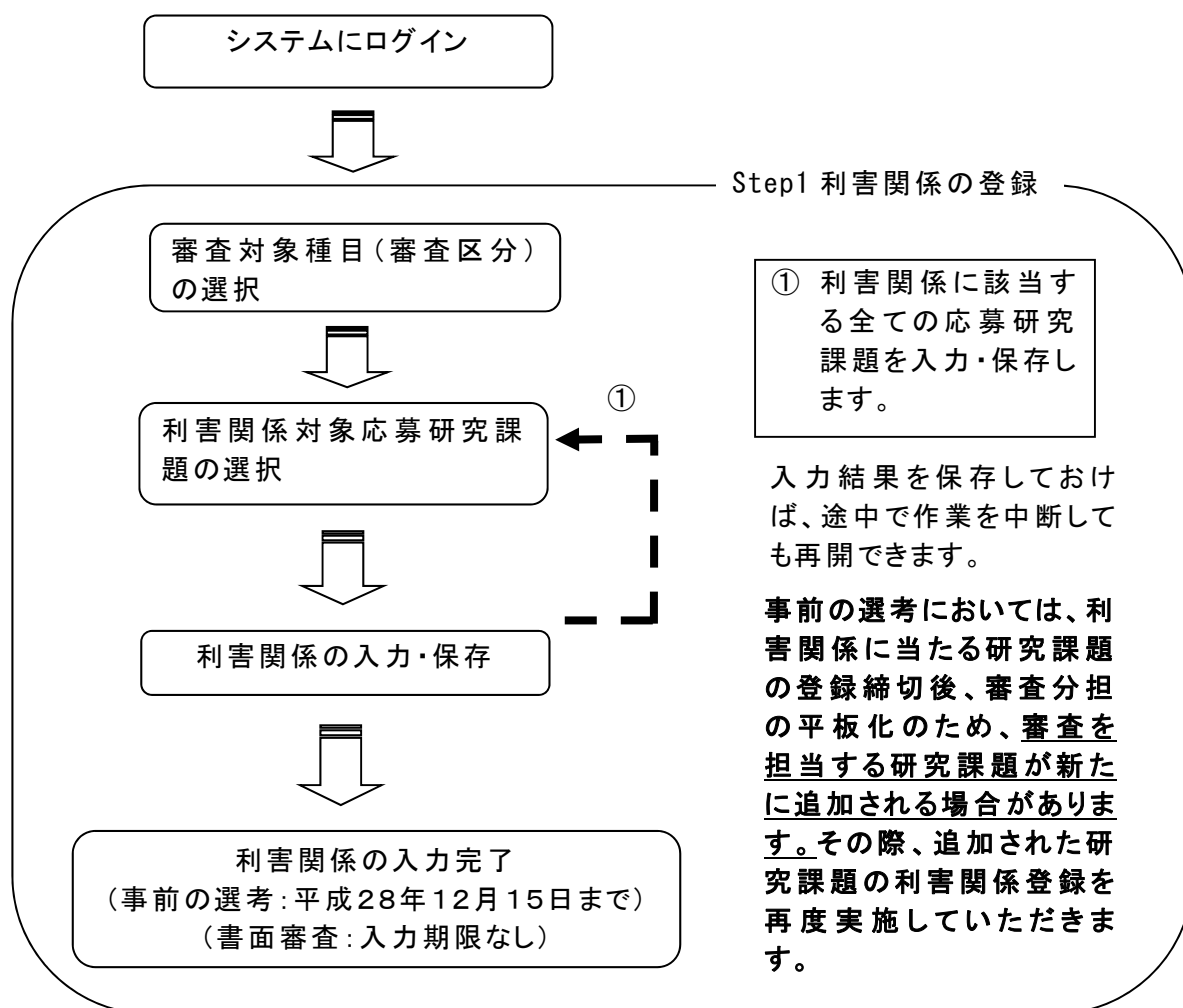 システムにログイン
Step1 利害関係の登録
審査対象種目(審査区分)
の選択
利害関係対象応募研究課
題の選択
①
利害関係の入力・保存
利害関係の入力完了
(事前の選考:平成28年12月15日まで)
(書面審査:入力期限なし)
① 利害関係に該当す
る全ての応募研究
課題を入力・保存し
ます。
入力結果を保存しておけ
ば、途中で作業を中断して
も再開できます。
事前の選考においては、利
害関係に当たる研究課題
の登録締切後、審査分担
の平板化のため、審査を
担当する研究課題が新た
に追加される場合がありま
す。その際、追加された研
究課題の利害関係登録を
再度実施していただきま
す。